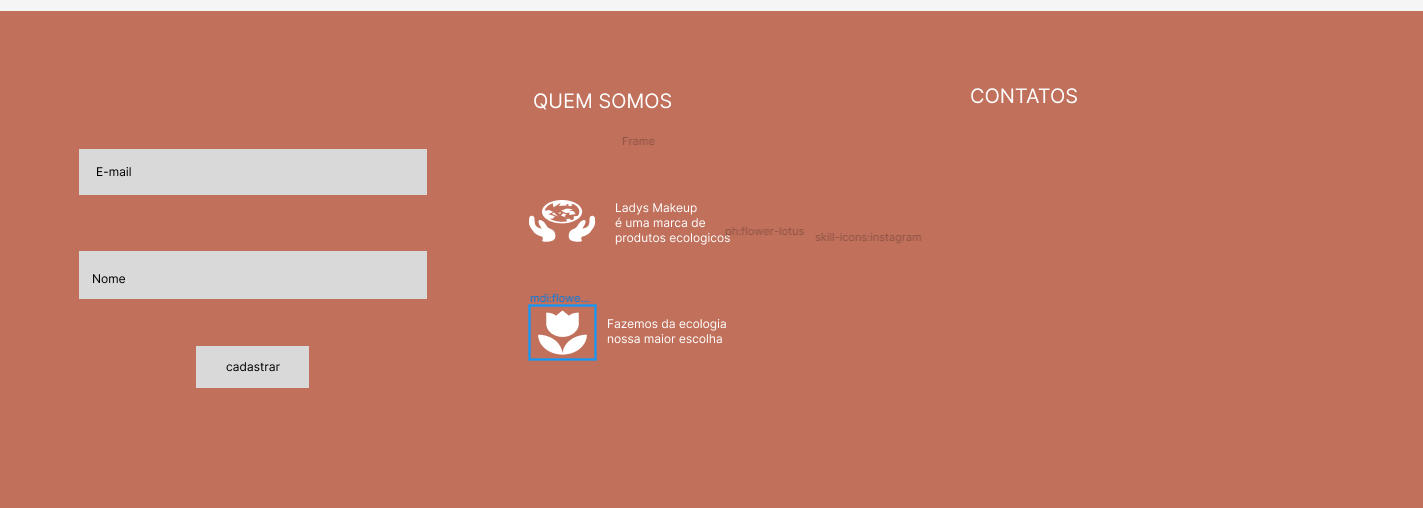 E-mail
Nome
cadastrar
QUEM SOMOS
Frame
Ladys Makeup
é uma marca de
produtos ecologicos
ph:flower-lotus
skill-icons:instagram
mdi:flowe...
Fazemos da ecologia
nossa maior escolha
CONTATOS